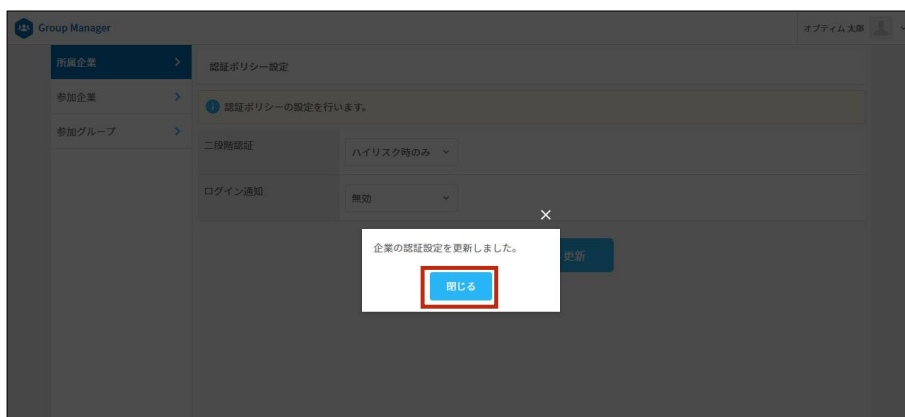 Group Manager
オプティム太郎
所属企業
認証ポリシー設定
参加企業
認証ポリシーの設定を行います。
参加グループ
二段階認証
ハイリスク時のみ
ログイン通知
無効
企業の認証設定を更新しました。
更新
閉じる